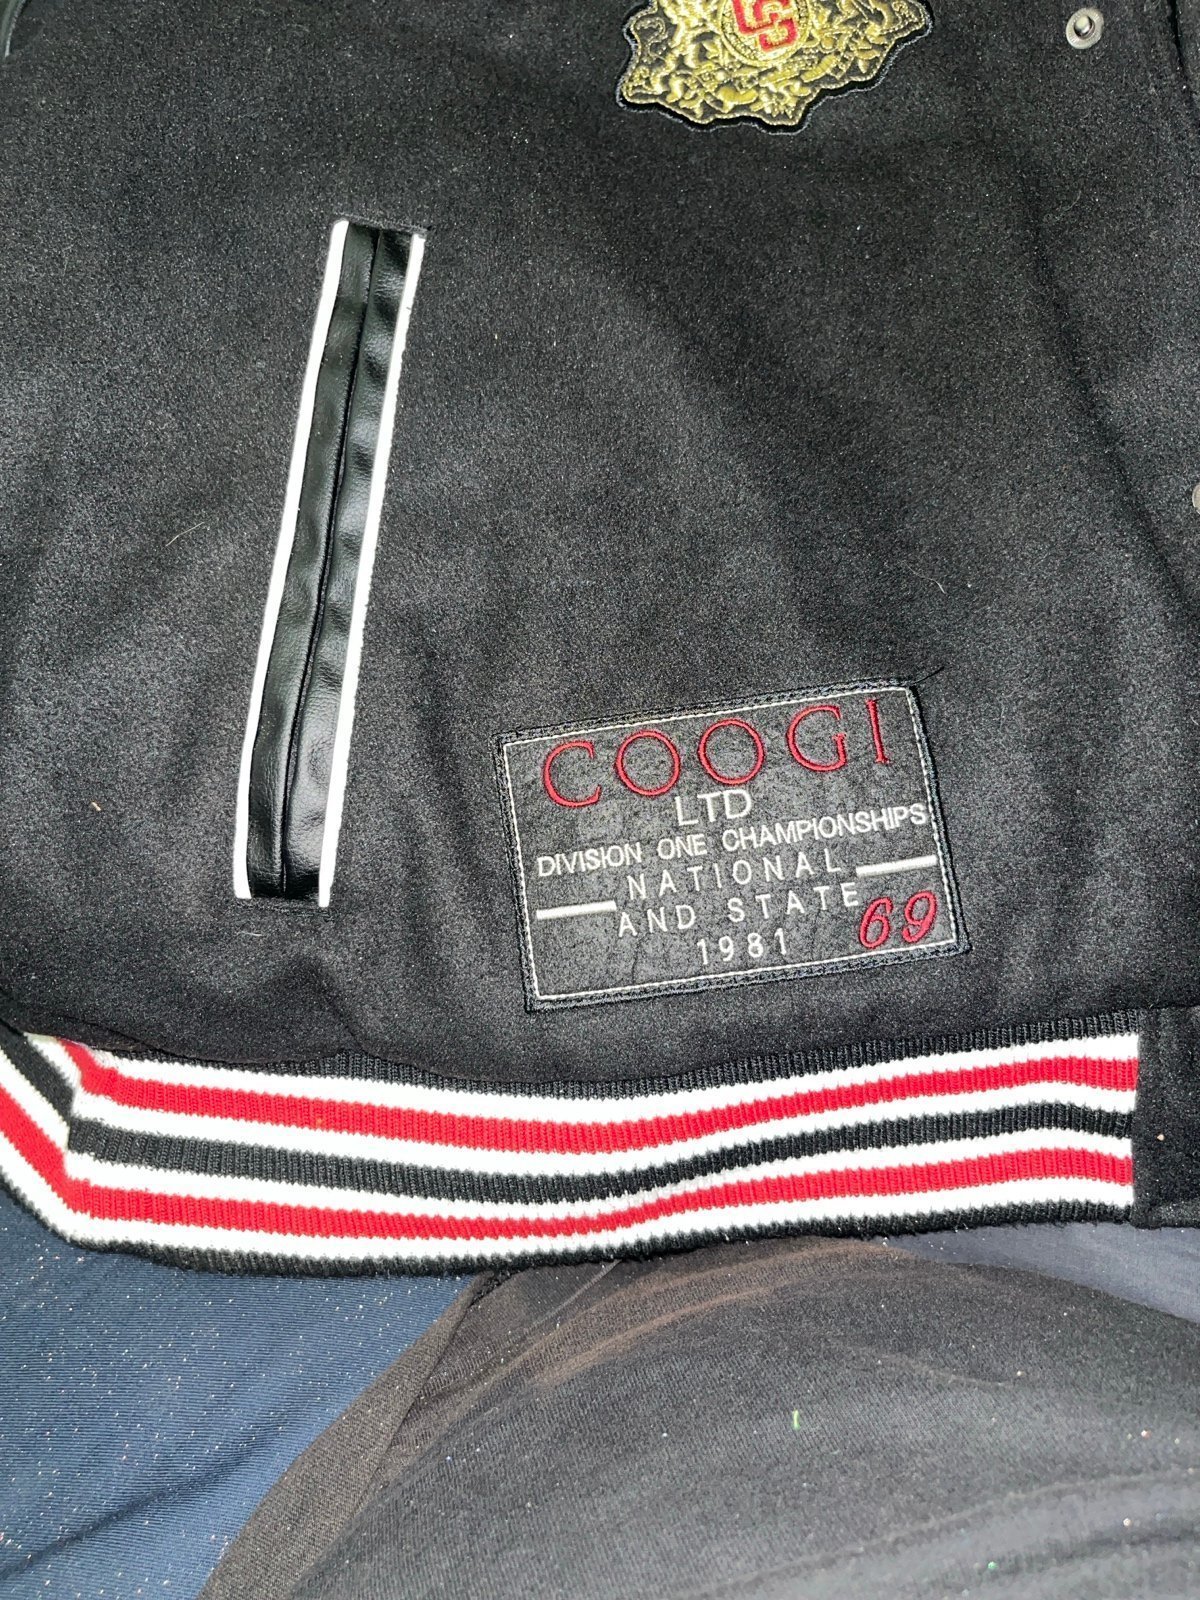 COOGI
LTD
DIVISION ONE CHAMPIONSHIPS
NATIONAL
AND STATE
1981 69